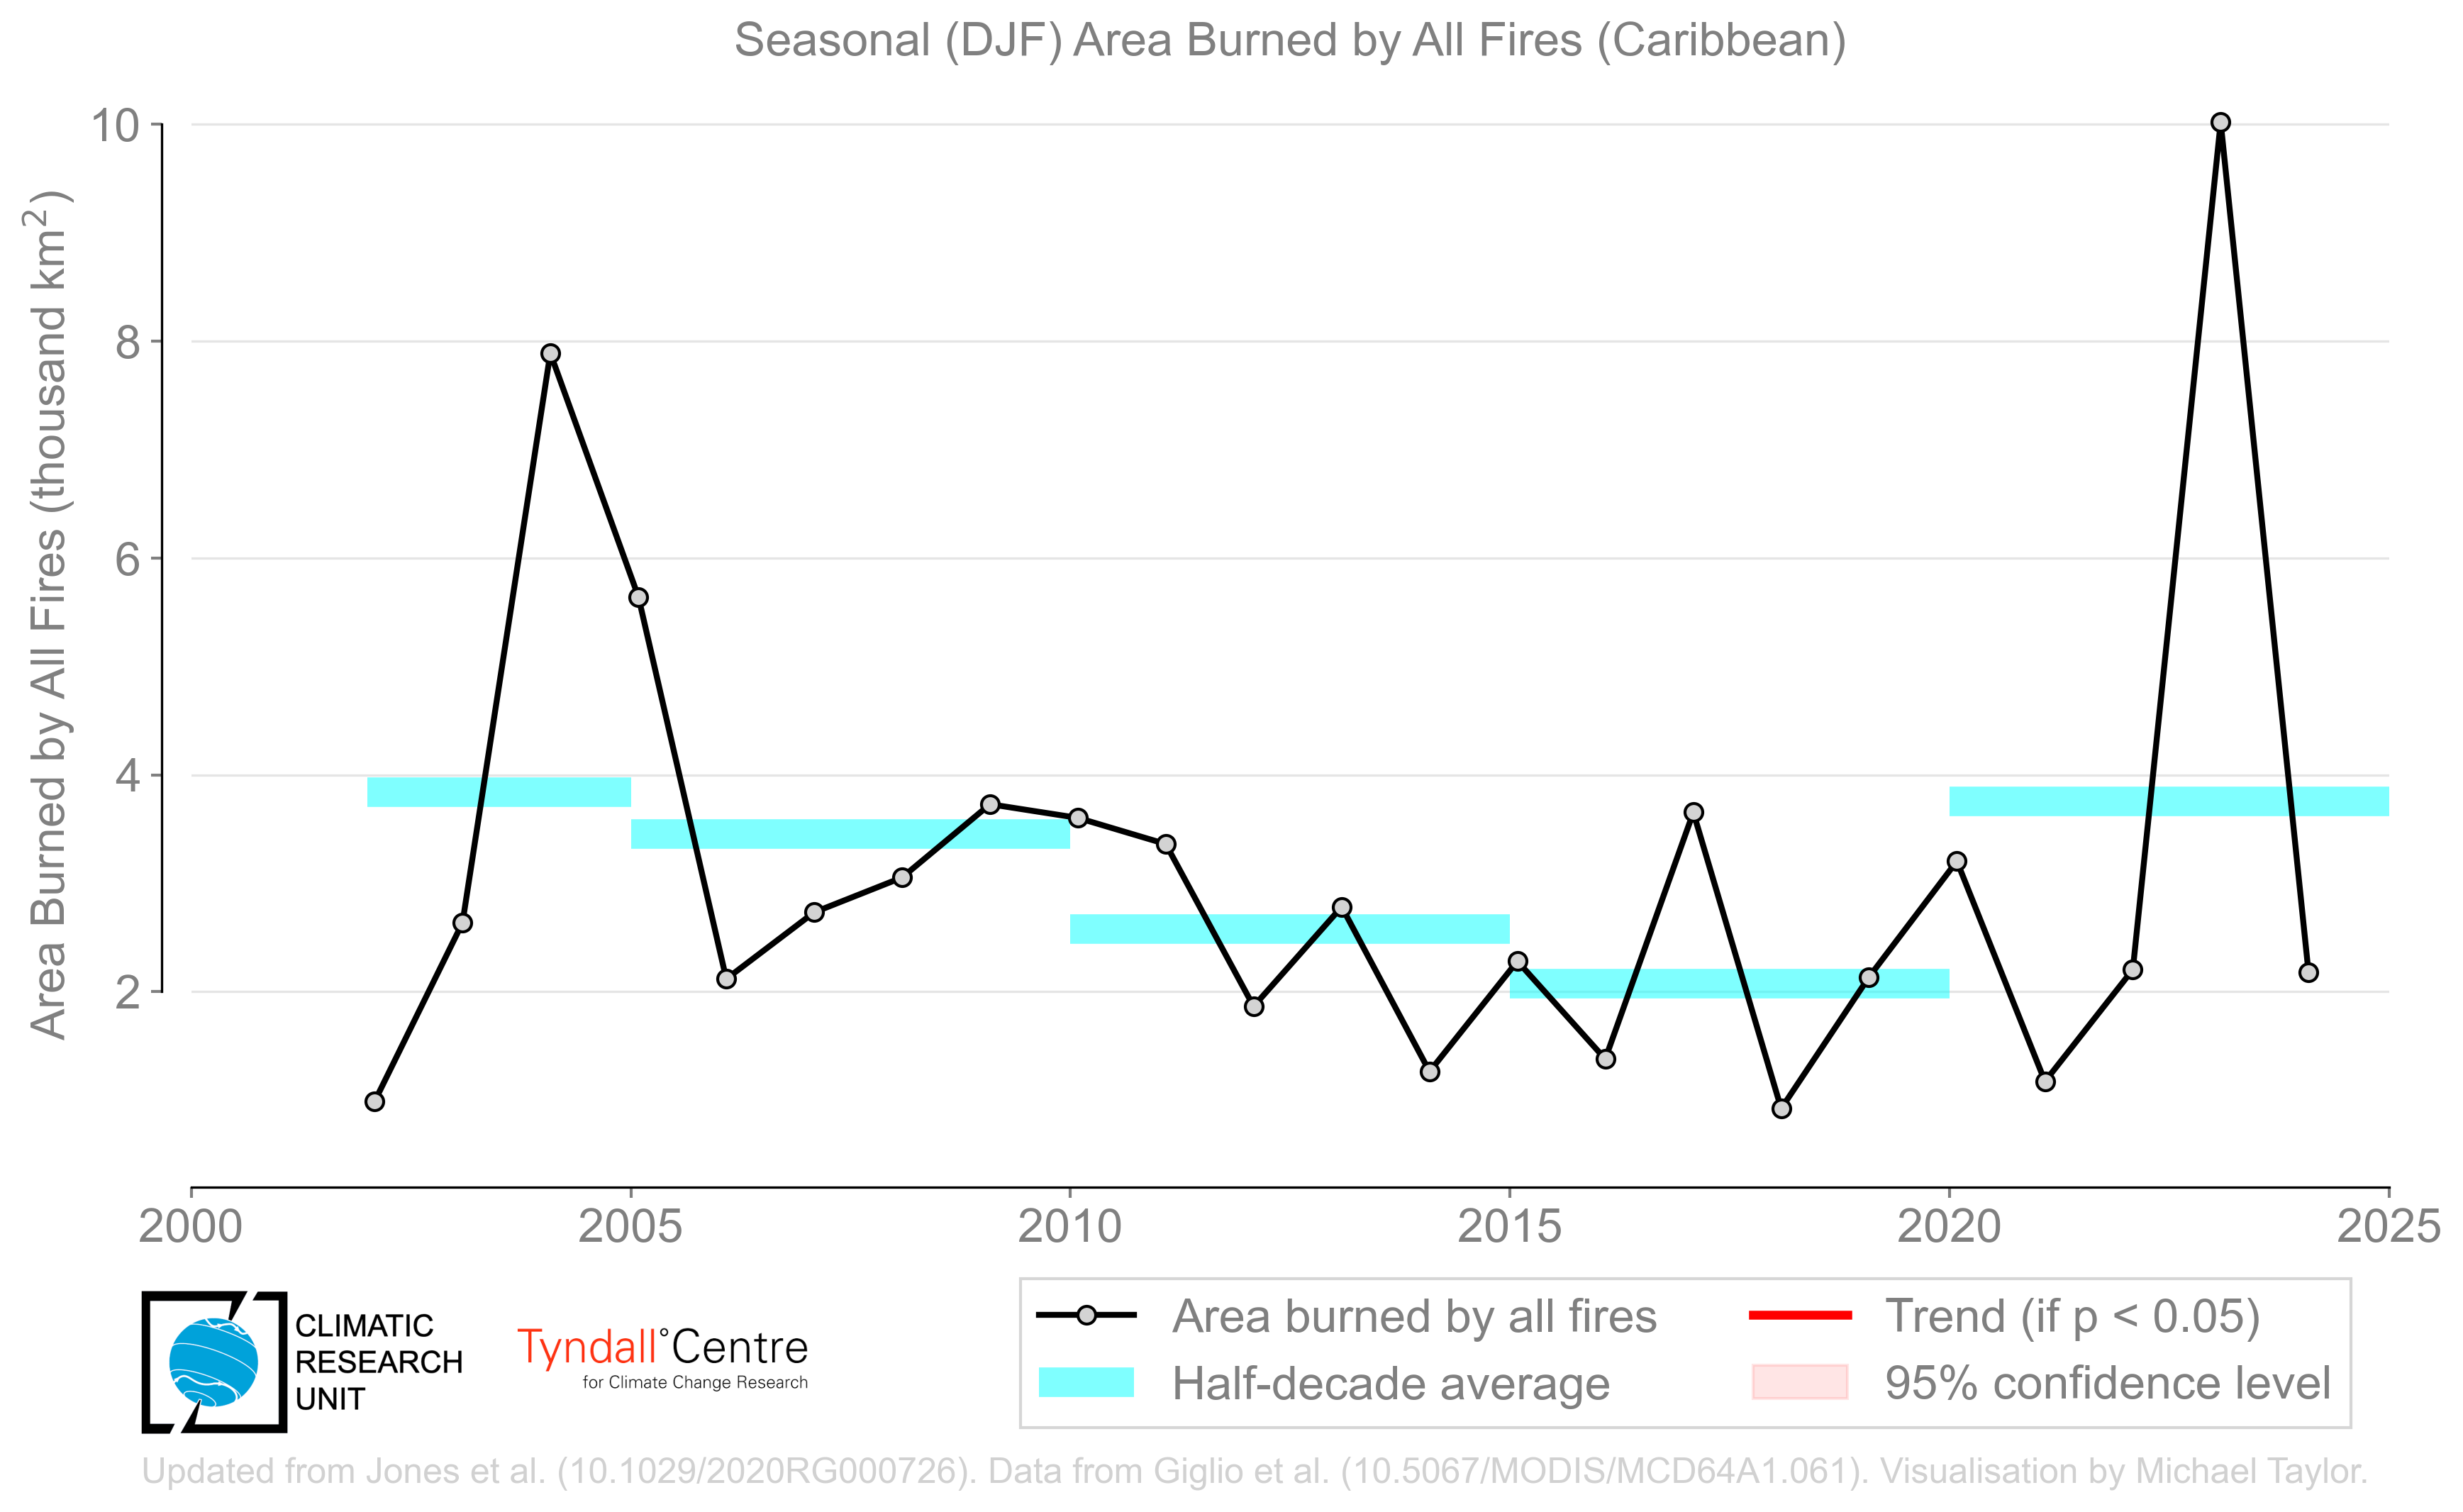 Seasonal (DJF) Area Burned by All Fires (Caribbean)
Area Burned by All Fires (thousand km²)
10
8
6
4
2
2000 2005 2010 2015 2020 2025
Area burned by all fires
Half-decade average
Trend (if p < 0.05)
95% confidence level
CLIMATIC
RESEARCH
UNIT
Tyndall°Centre
for Climate Change Research
Updated from Jones et al. (10.1029/2020RG000726). Data from Giglio et al. (10.5067/MODIS/MCD64A1.061). Visualisation by Michael Taylor.